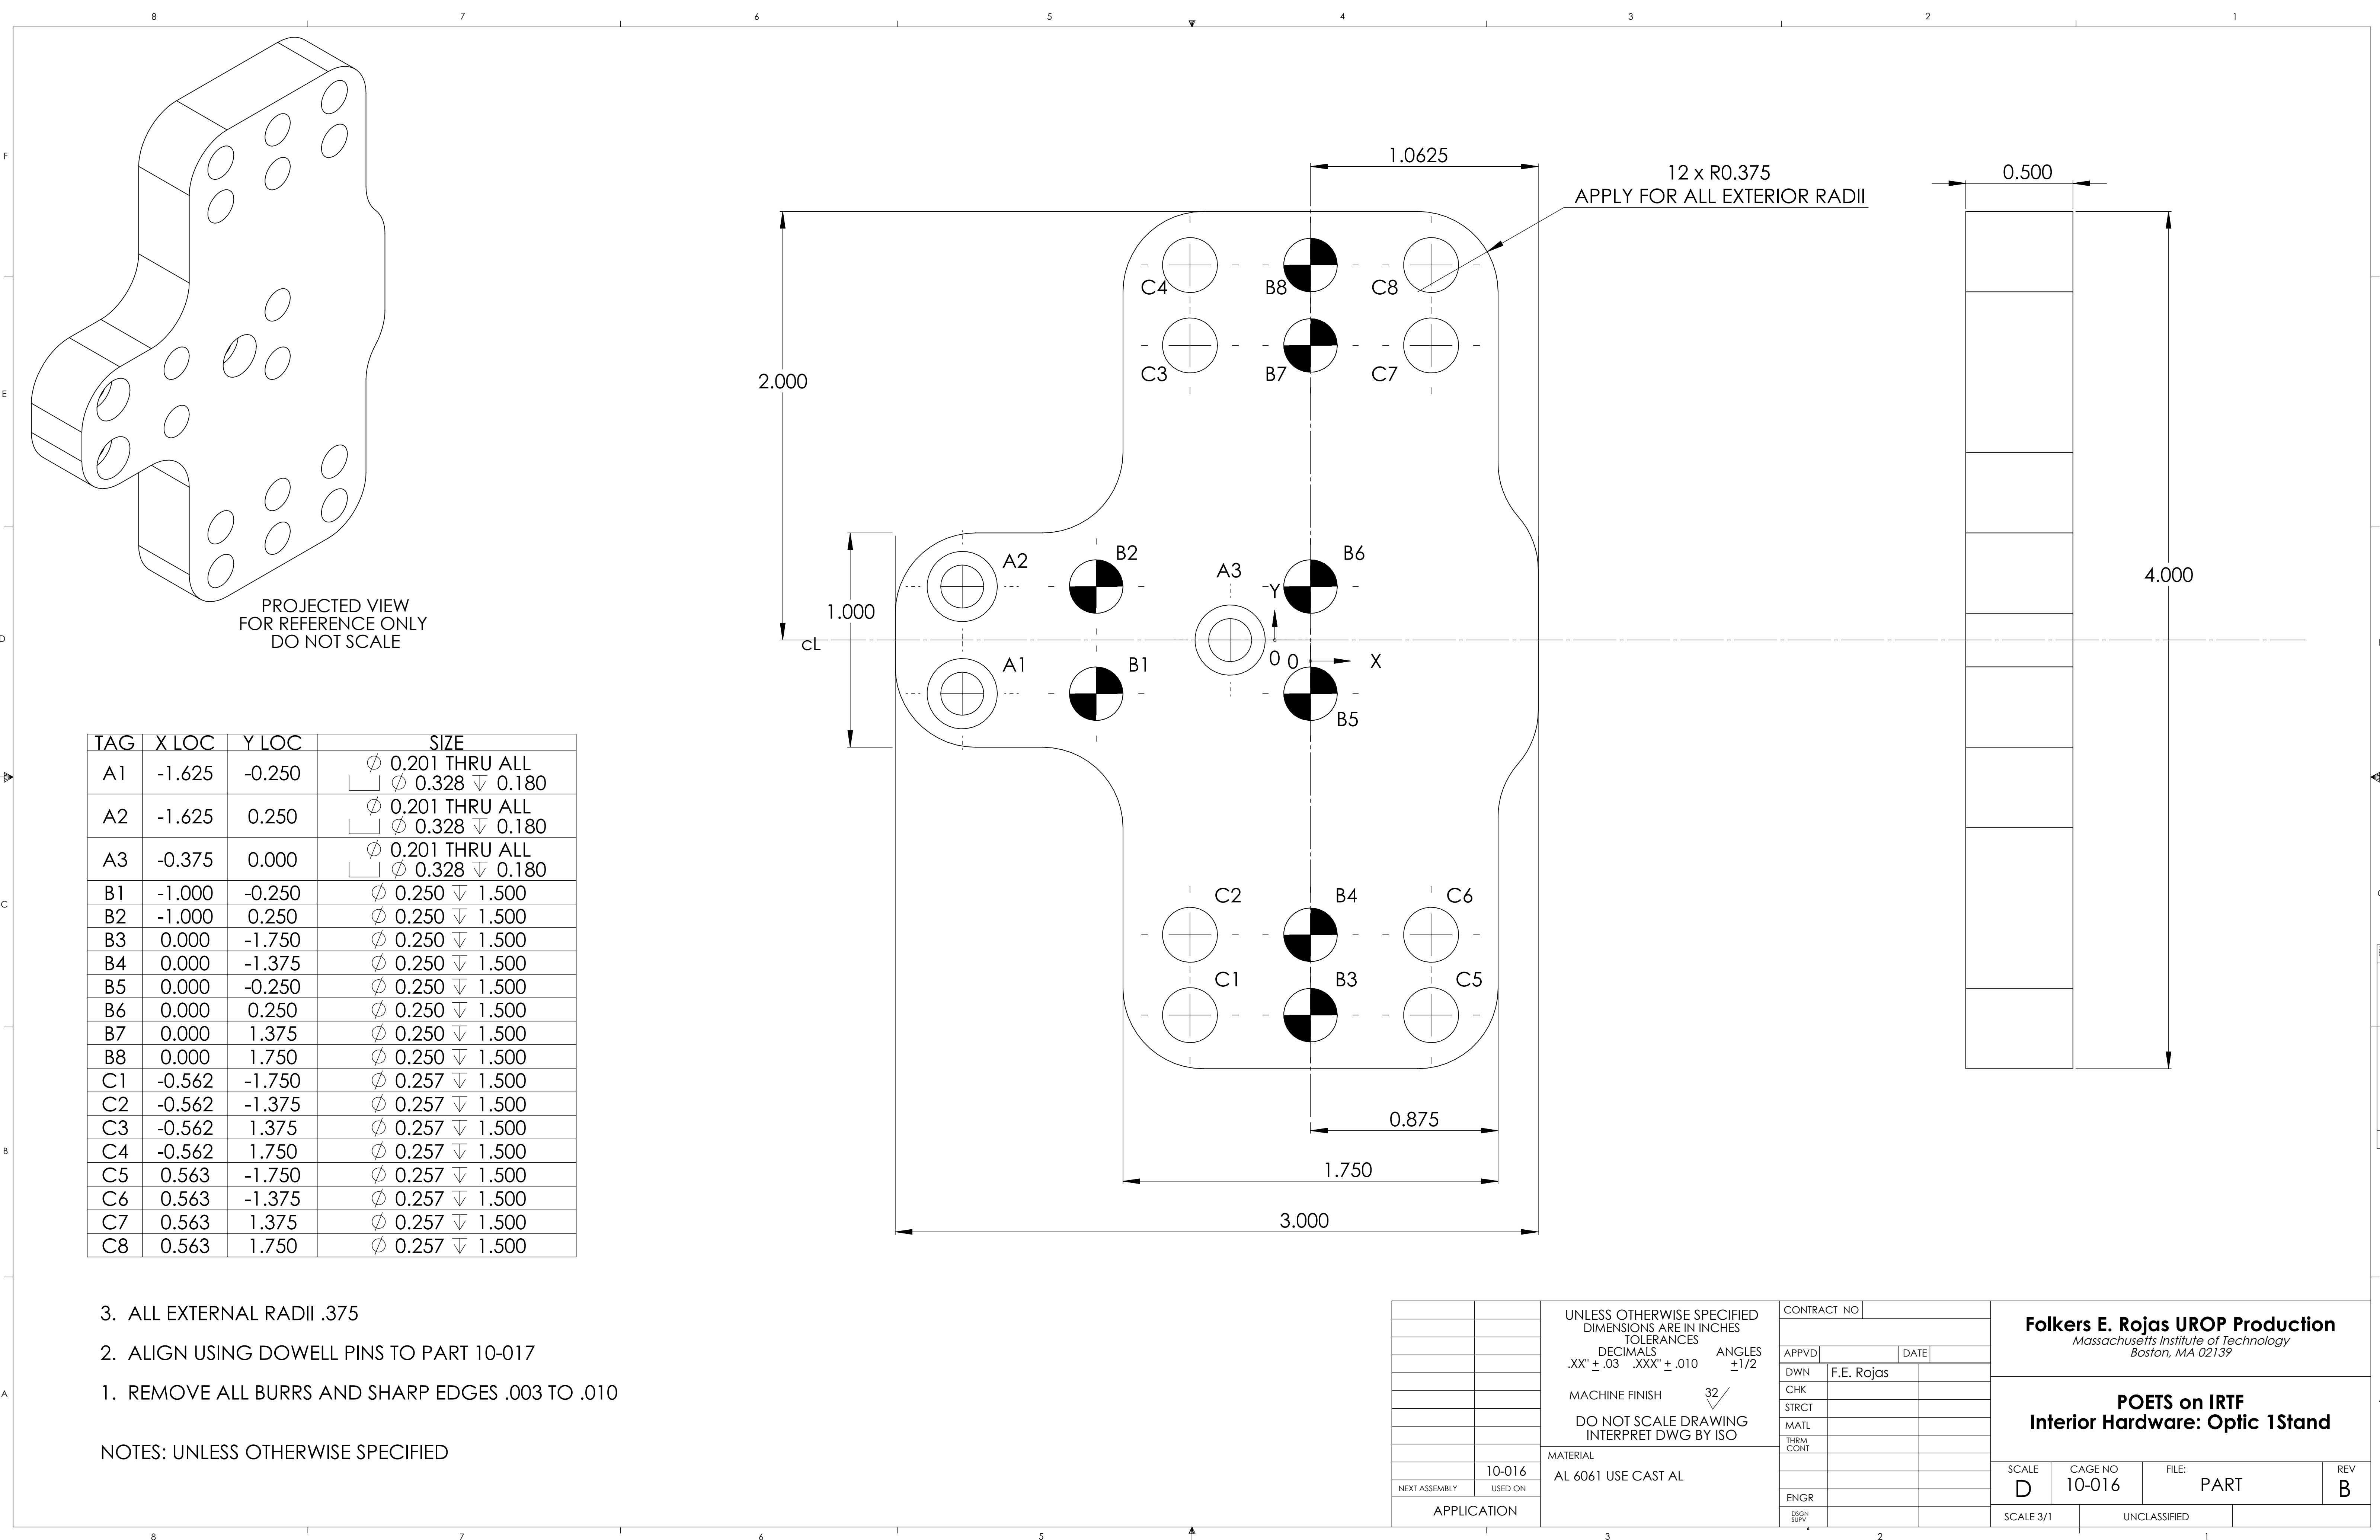 8 7 6 5 4 3 2 1
F
E
D
C
B
A
PROJECTED VIEW
FOR REFERENCE ONLY
DO NOT SCALE
1.0625
12 x R0.375
APPLY FOR ALL EXTERIOR RADII
0.500
2.000
1.000
4.000
cL
C4 B8 C8
C3 B7 C7
A2 B2 A3 B6
Y
0 0 X
A1 B1 B5
C2 B4 C6
C1 B3 C5
0.875
1.750
3.000
TAG X LOC Y LOC SIZE
A1 -1.625 -0.250 ∅ 0.201 THRU ALL
⌴ ∅ 0.328 ↧ 0.180
A2 -1.625 0.250 ∅ 0.201 THRU ALL
⌴ ∅ 0.328 ↧ 0.180
A3 -0.375 0.000 ∅ 0.201 THRU ALL
⌴ ∅ 0.328 ↧ 0.180
B1 -1.000 -0.250 ∅ 0.250 ↧ 1.500
B2 -1.000 0.250 ∅ 0.250 ↧ 1.500
B3 0.000 -1.750 ∅ 0.250 ↧ 1.500
B4 0.000 -1.375 ∅ 0.250 ↧ 1.500
B5 0.000 -0.250 ∅ 0.250 ↧ 1.500
B6 0.000 0.250 ∅ 0.250 ↧ 1.500
B7 0.000 1.375 ∅ 0.250 ↧ 1.500
B8 0.000 1.750 ∅ 0.250 ↧ 1.500
C1 -0.562 -1.750 ∅ 0.257 ↧ 1.500
C2 -0.562 -1.375 ∅ 0.257 ↧ 1.500
C3 -0.562 1.375 ∅ 0.257 ↧ 1.500
C4 -0.562 1.750 ∅ 0.257 ↧ 1.500
C5 0.563 -1.750 ∅ 0.257 ↧ 1.500
C6 0.563 -1.375 ∅ 0.257 ↧ 1.500
C7 0.563 1.375 ∅ 0.257 ↧ 1.500
C8 0.563 1.750 ∅ 0.257 ↧ 1.500
3. ALL EXTERNAL RADII .375
2. ALIGN USING DOWELL PINS TO PART 10-017
1. REMOVE ALL BURRS AND SHARP EDGES .003 TO .010
NOTES: UNLESS OTHERWISE SPECIFIED
10-016
NEXT ASSEMBLY USED ON
APPLICATION
UNLESS OTHERWISE SPECIFIED
DIMENSIONS ARE IN INCHES
TOLERANCES
DECIMALS ANGLES
.XX" ± .03 .XXX" ± .010 ±1/2
MACHINE FINISH 32
DO NOT SCALE DRAWING
INTERPRET DWG BY ISO
MATERIAL
AL 6061 USE CAST AL
CONTRACT NO
APPVD DATE
DWN F.E. Rojas
CHK
STRCT
MATL
THRM
CONT
ENGR
DSGN
SUPV
Folkers E. Rojas UROP Production
Massachusetts Institute of Technology
Boston, MA 02139
POETS on IRTF
Interior Hardware: Optic 1Stand
SCALE CAGE NO FILE: REV
D 10-016 PART B
SCALE 3/1 UNCLASSIFIED
8 7 6 5 3 2 1